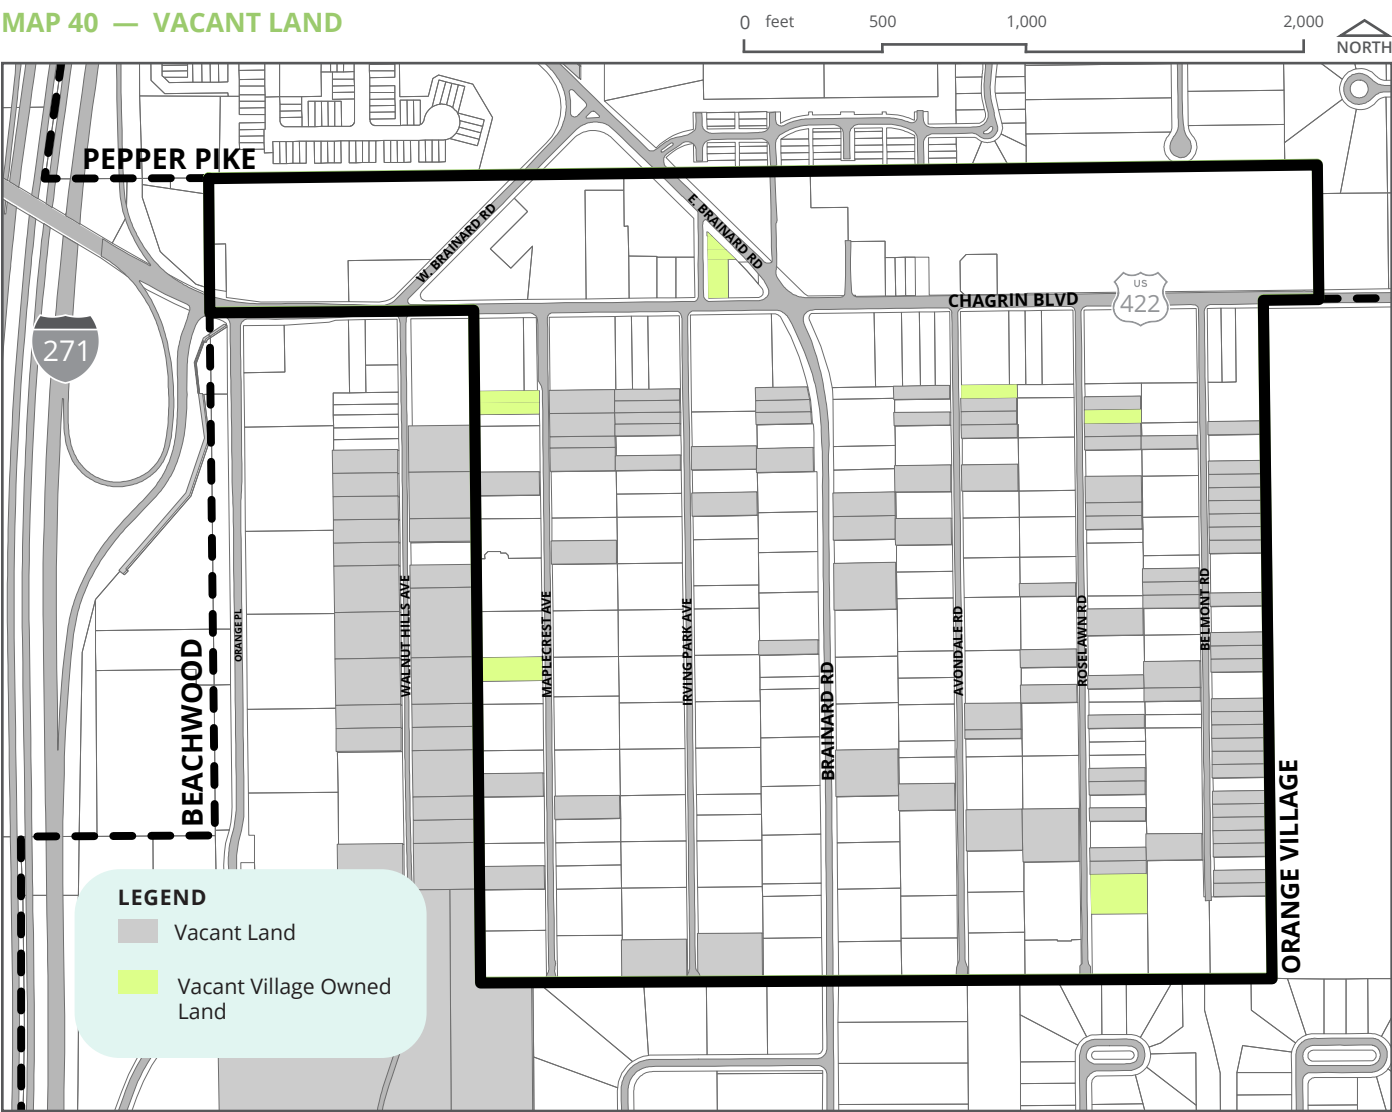 MAP 40 — VACANT LAND
0 feet 500 1,000 2,000
NORTH
PEPPER PIKE
W. BRAINARD RD
E. BRAINARD RD
CHAGRIN BLVD
US
422
271
BEACHWOOD
ORANGE PL
WALNUT HILLS AVE
MAPLECREST AVE
IRVING PARK AVE
BRAINARD RD
AVONDALE RD
ROSELAWN RD
BELMONT RD
ORANGE VILLAGE
LEGEND
Vacant Land
Vacant Village Owned
Land